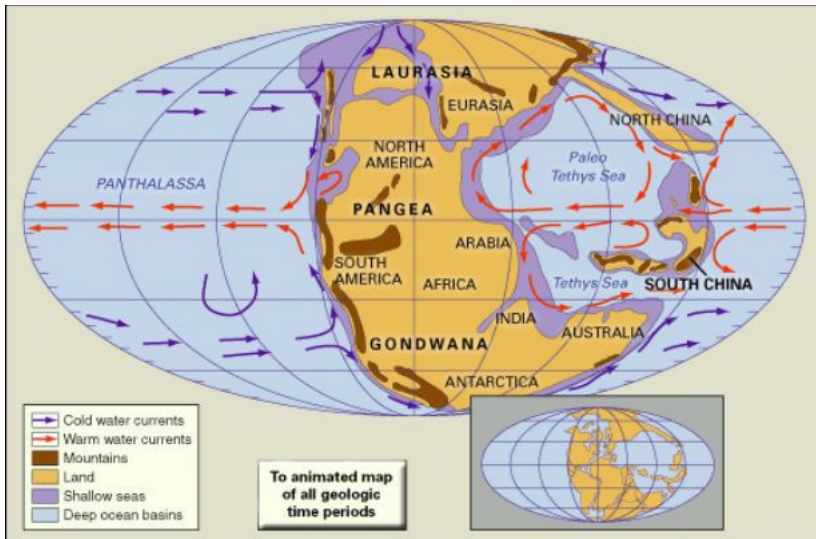 LAURASIA
EURASIA
NORTH CHINA
NORTH
AMERICA
Paleo
Tethys Sea
PANTHALASSA
PANGEA
ARABIA
SOUTH
AMERICA
AFRICA
Tethys Sea
SOUTH CHINA
INDIA
AUSTRALIA
GONDWANA
ANTARCTICA
Cold water currents
Warm water currents
Mountains
Land
Shallow seas
Deep ocean basins
To animated map
of all geologic
time periods